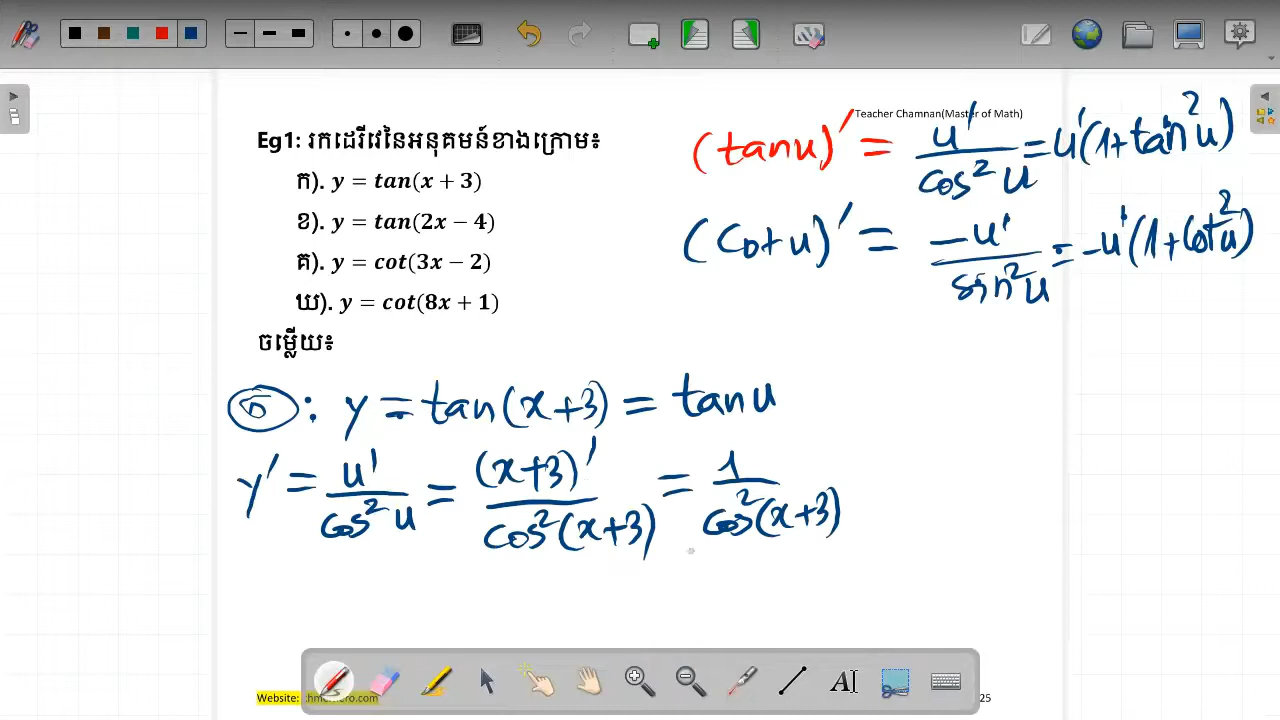 Teacher Chamnan(Master of Math)
Eg1: រកដេរីវេនៃអនុគមន៍ខាងក្រោម៖
ក). y = tan(x + 3)
ខ). y = tan(2x − 4)
គ). y = cot(3x − 2)
ឃ). y = cot(8x + 1)
ចម្លើយ៖
(tanu)' = u'/cos²u = u'(1+tan²u)
(cotu)' = -u'/sin²u = -u'(1+cot²u)
ក : y = tan(x+3) = tanu
y' = u'/cos²u = (x+3)'/cos²(x+3) = 1/cos²(x+3)
Website:
25